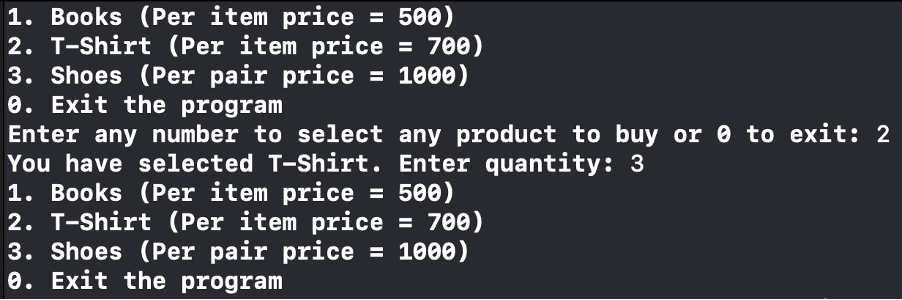 1. Books (Per item price = 500)
2. T-Shirt (Per item price = 700)
3. Shoes (Per pair price = 1000)
0. Exit the program
Enter any number to select any product to buy or 0 to exit: 2
You have selected T-Shirt. Enter quantity: 3
1. Books (Per item price = 500)
2. T-Shirt (Per item price = 700)
3. Shoes (Per pair price = 1000)
0. Exit the program